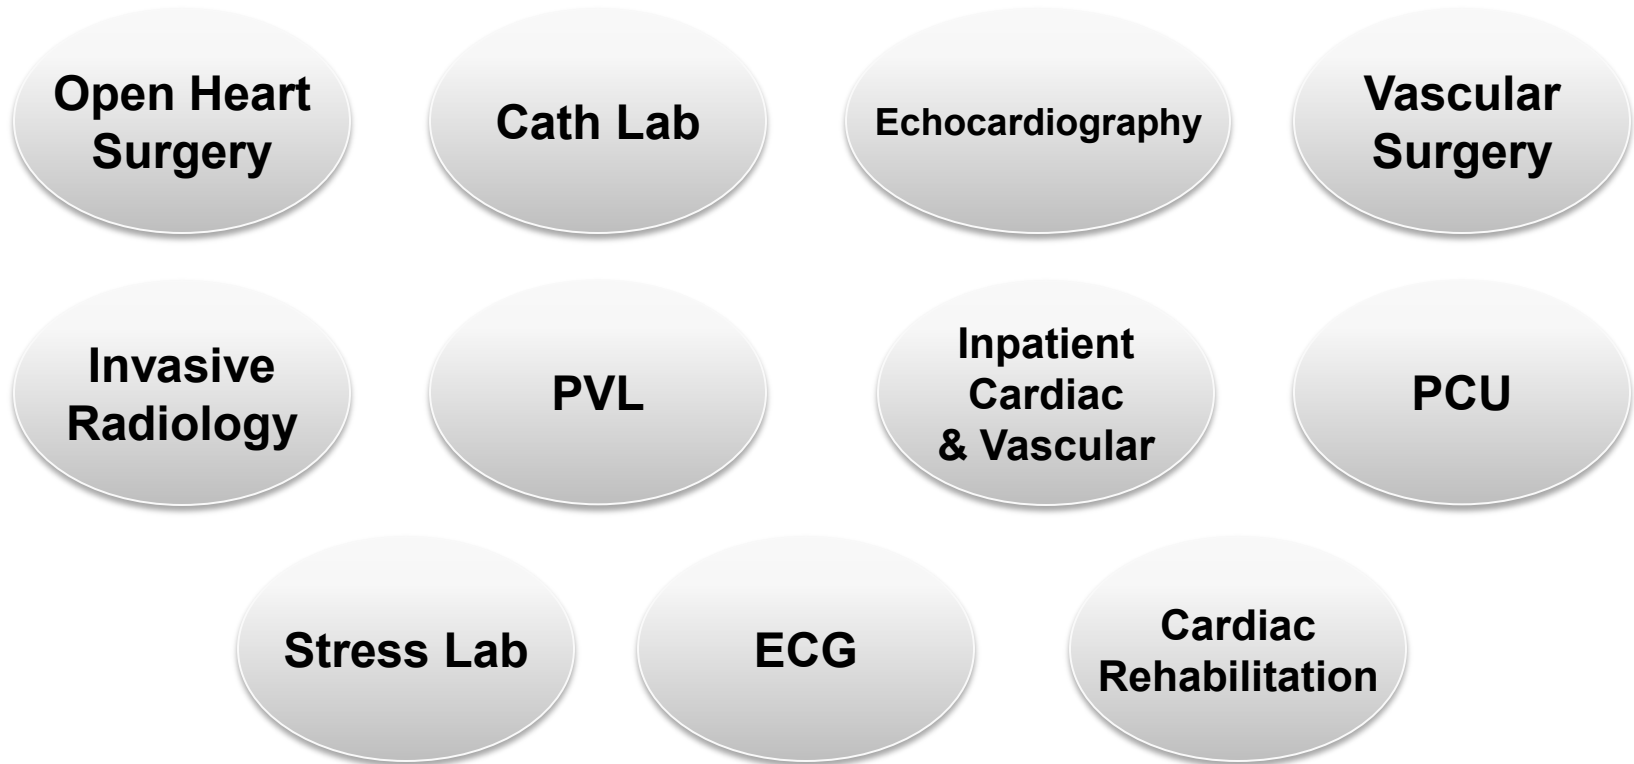 Open Heart
Surgery
Cath Lab
Echocardiography
Vascular
Surgery
Invasive
Radiology
PVL
Inpatient
Cardiac
& Vascular
PCU
Stress Lab
ECG
Cardiac
Rehabilitation